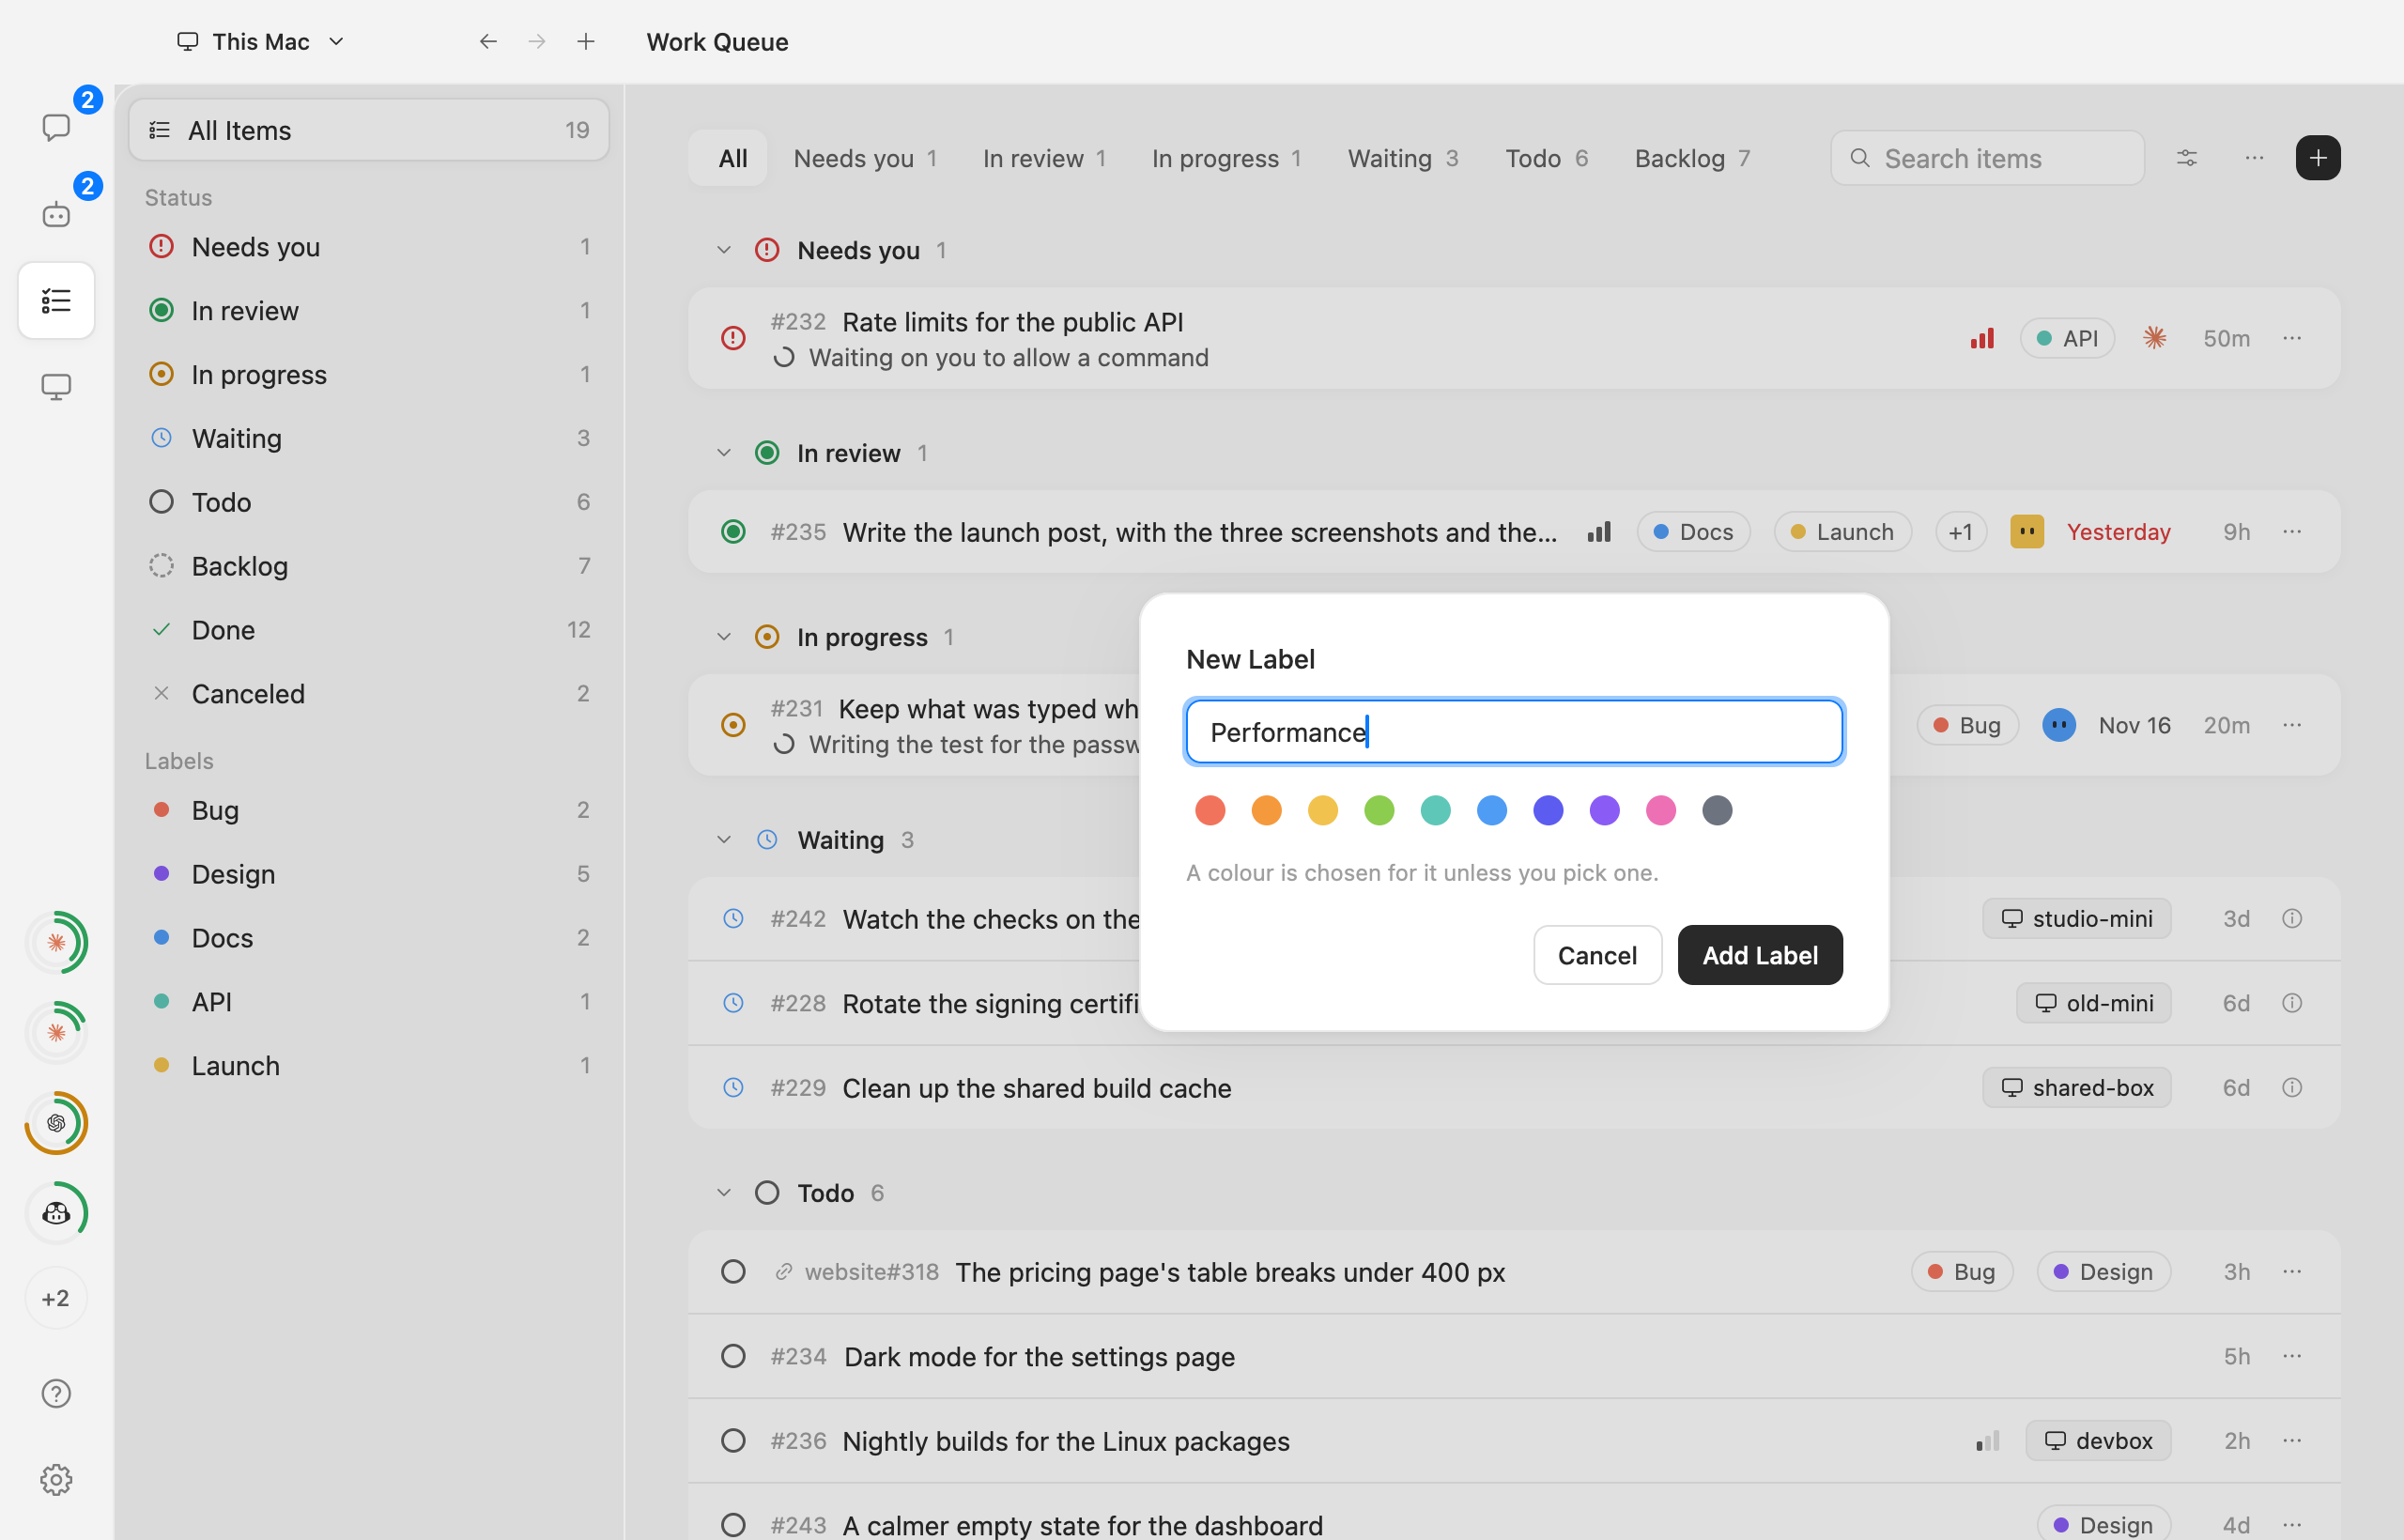 This Mac
Work Queue
2
2
+2
All Items 19
Status
Needs you 1
In review 1
In progress 1
Waiting 3
Todo 6
Backlog 7
Done 12
Canceled 2
Labels
Bug 2
Design 5
Docs 2
API 1
Launch 1
All Needs you 1 In review 1 In progress 1 Waiting 3 Todo 6 Backlog 7 Search items
Needs you 1
#232 Rate limits for the public API
Waiting on you to allow a command
API 50m
In review 1
#235 Write the launch post, with the three screenshots and the... Docs Launch +1 Yesterday 9h
In progress 1
#231 Keep what was typed wh
Writing the test for the passw
Bug Nov 16 20m
Waiting 3
#242 Watch the checks on the studio-mini 3d
#228 Rotate the signing certifi old-mini 6d
#229 Clean up the shared build cache shared-box 6d
Todo 6
website#318 The pricing page's table breaks under 400 px Bug Design 3h
#234 Dark mode for the settings page 5h
#236 Nightly builds for the Linux packages devbox 2h
#243 A calmer empty state for the dashboard Design 4d
New Label
Performance
A colour is chosen for it unless you pick one.
Cancel Add Label